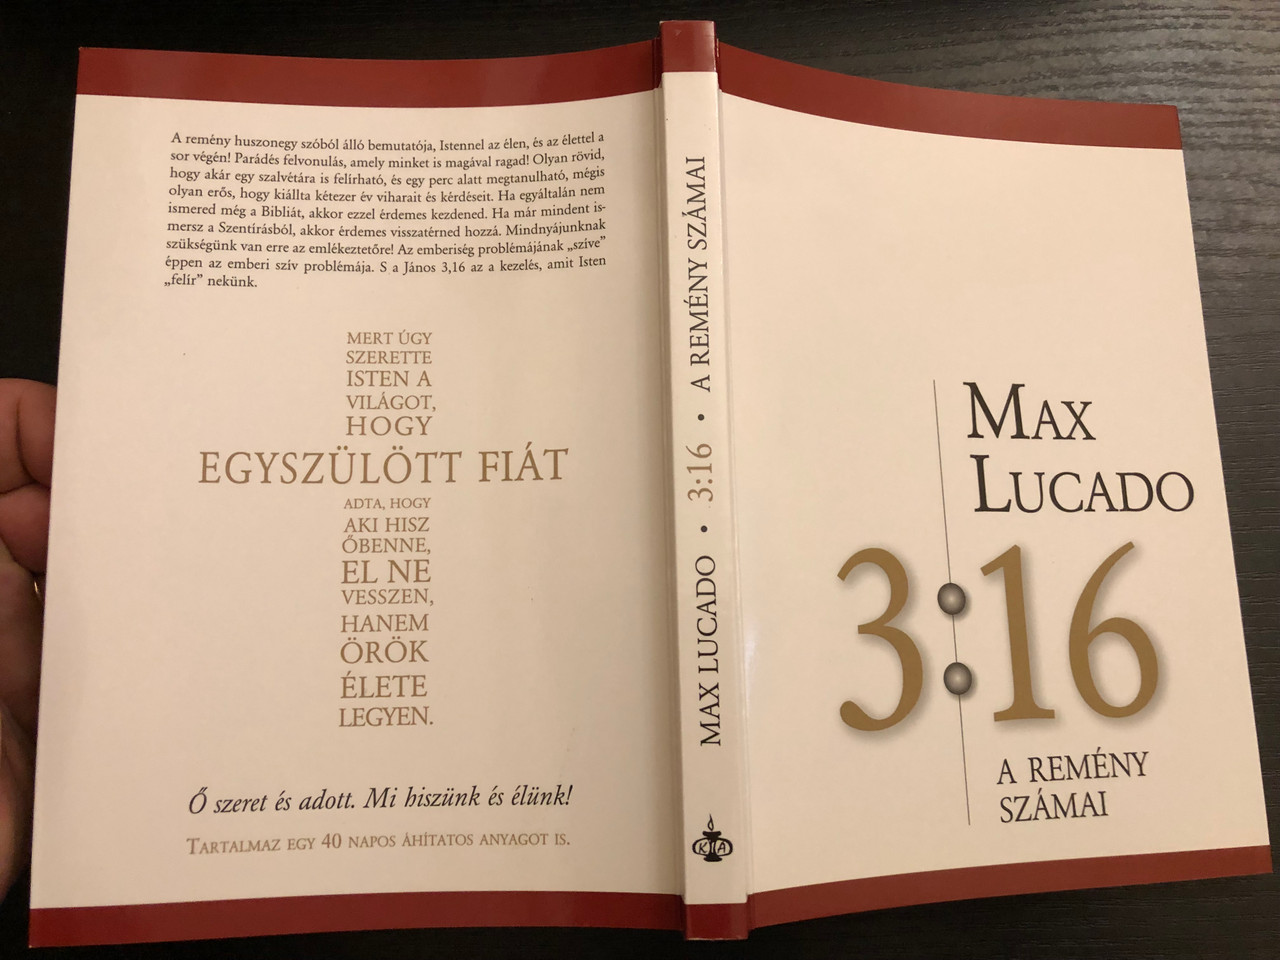 A remény huszonegy szóból álló bemutatója, Istennel az élen, és az élettel a
sor végén! Parádés felvonulás, amely minket is magával ragad! Olyan rövid,
hogy akár egy szalvétára is felírható, és egy perc alatt megtanulható, mégis
olyan erős, hogy kiállta kétezer év viharait és kérdéseit. Ha egyáltalán nem
ismered még a Bibliát, akkor ezzel érdemes kezdened. Ha már mindent is-
mersz a Szentírásból, akkor érdemes visszatérned hozzá. Mindnyájunknak
szükségünk van erre az emlékeztetőre! Az emberiség problémájának „szíve”
éppen az emberi szív problémája. S a János 3,16 az a kezelés, amit Isten
„felír” nekünk.
MERT ÚGY
SZERETTE
ISTEN A
VILÁGOT,
HOGY
EGYSZÜLÖTT FIÁT
ADTA, HOGY
AKI HISZ
ŐBENNE,
EL NE
VESSZEN,
HANEM
ÖRÖK
ÉLETE
LEGYEN.
Ő szeret és adott. Mi hiszünk és élünk!
TARTALMAZ EGY 40 NAPOS ÁHÍTATOS ANYAGOT IS.
MAX LUCADO • 3:16 • A REMÉNY SZÁMAI
KIA
MAX
LUCADO
3:16
A REMÉNY
SZÁMAI